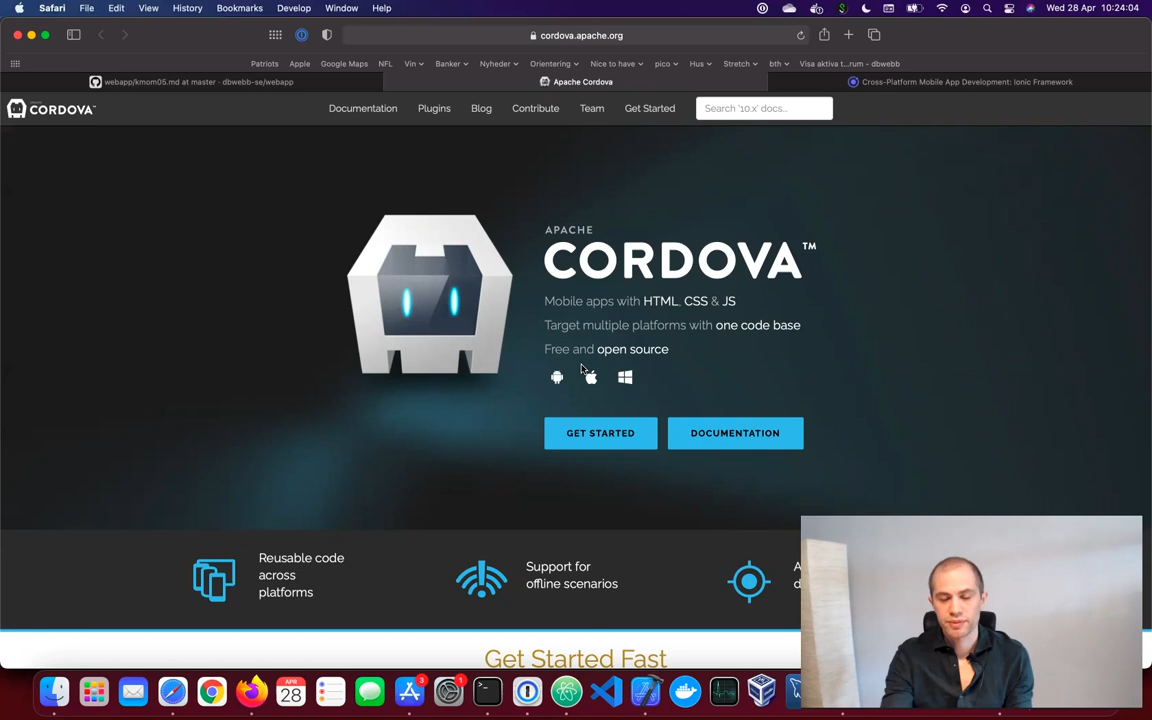 Safari File Edit View History Bookmarks Develop Window Help
Wed 28 Apr 10:24:04
cordova.apache.org
Patriots Apple Google Maps NFL Vin Banker Nyheder Orientering Nice to have pico Hus Stretch bth Visa aktiva t...rum - dbwebb
webapp/kmom05.md at master · dbwebb-se/webapp
Apache Cordova
Cross-Platform Mobile App Development: Ionic Framework
APACHE
CORDOVA™
Documentation Plugins Blog Contribute Team Get Started
Search '10.x' docs...
APACHE
CORDOVA™
Mobile apps with HTML, CSS & JS
Target multiple platforms with one code base
Free and open source
GET STARTED
DOCUMENTATION
Reusable code
across
platforms
Support for
offline scenarios
Get Started Fast
APR
28
3
1